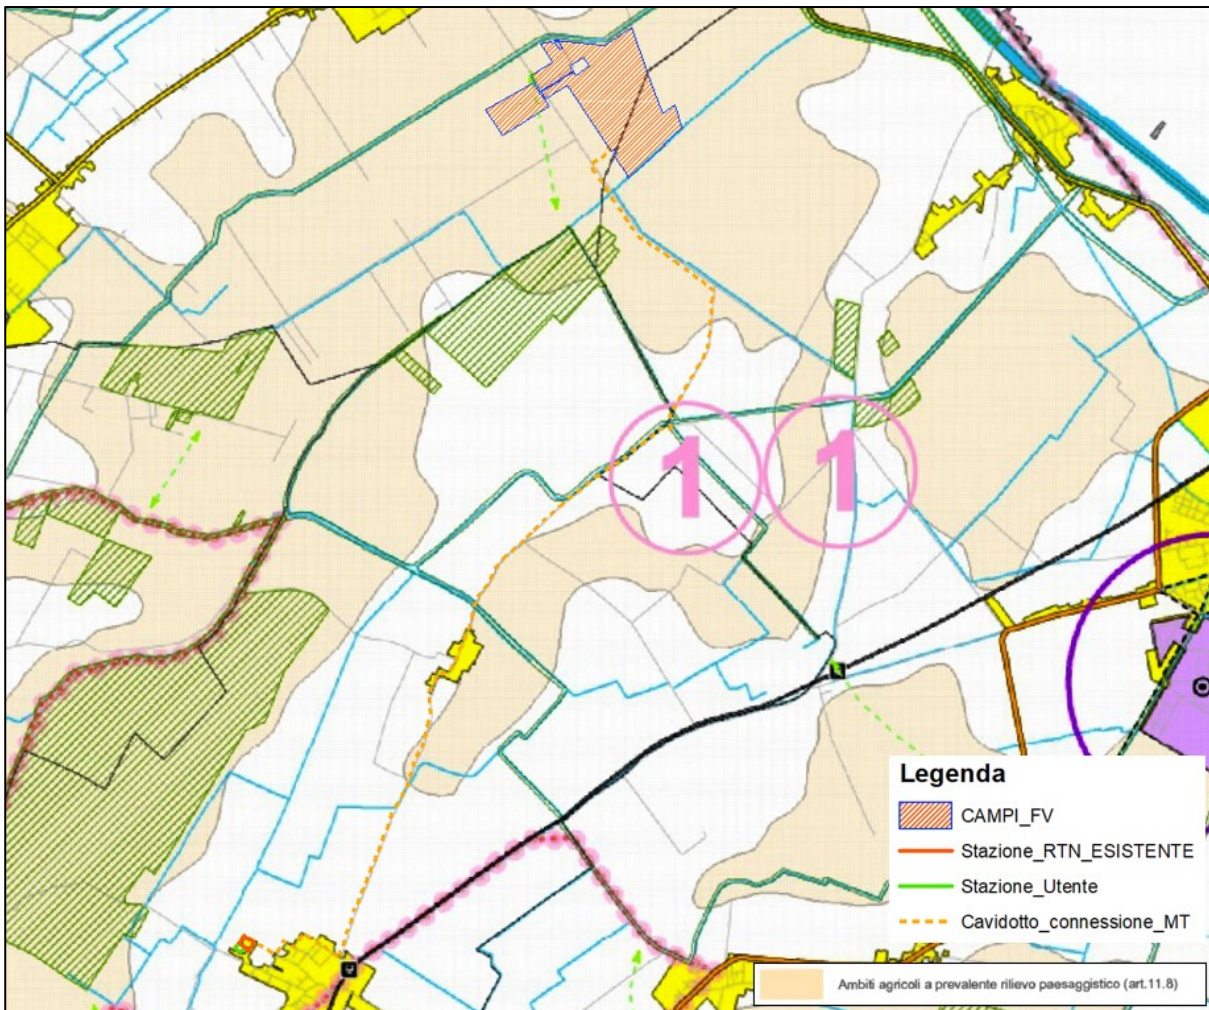 1 1
Legenda
CAMPI_FV
Stazione_RTN_ESISTENTE
Stazione_Utente
Cavidotto_connessione_MT
Ambiti agricoli a prevalente rilievo paesaggistico (art.11.8)